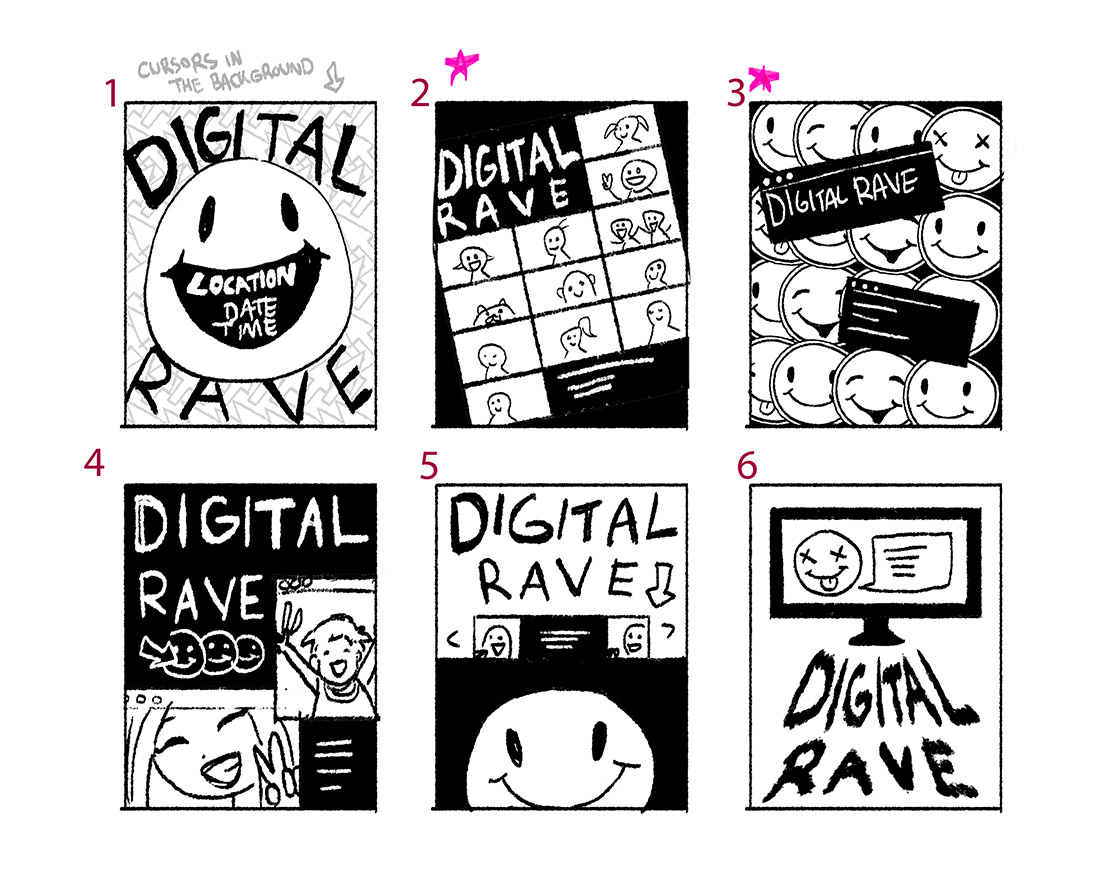 CURSORS IN
THE BACKGROUND
1
DIGITAL
LOCATION
DATE
TIME
RAVE
2
DIGITAL
RAVE
3
DIGITAL RAVE
4
DIGITAL
RAVE
5
DIGITAL
RAVE
6
DIGITAL
RAVE